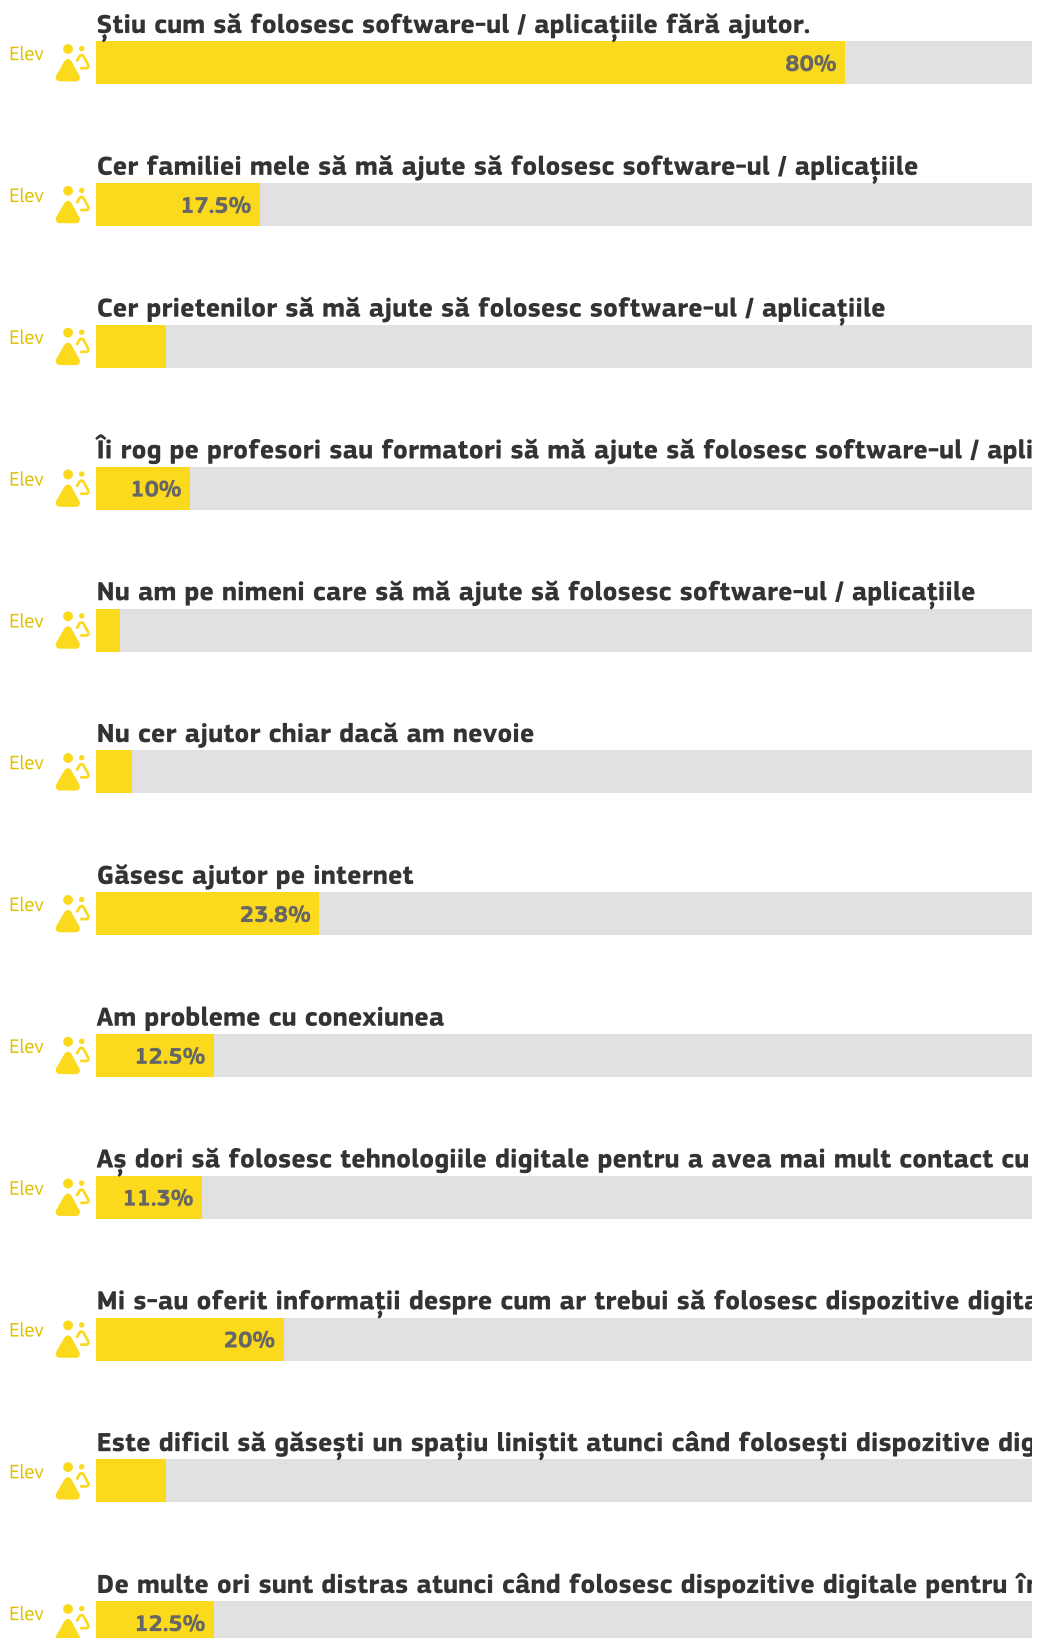 Știu cum să folosesc software-ul / aplicațiile fără ajutor.
Elev
80%
Cer familiei mele să mă ajute să folosesc software-ul / aplicațiile
Elev
17.5%
Cer prietenilor să mă ajute să folosesc software-ul / aplicațiile
Elev
Îi rog pe profesori sau formatori să mă ajute să folosesc software-ul / apli
Elev
10%
Nu am pe nimeni care să mă ajute să folosesc software-ul / aplicațiile
Elev
Nu cer ajutor chiar dacă am nevoie
Elev
Găsesc ajutor pe internet
Elev
23.8%
Am probleme cu conexiunea
Elev
12.5%
Aș dori să folosesc tehnologiile digitale pentru a avea mai mult contact cu
Elev
11.3%
Mi s-au oferit informații despre cum ar trebui să folosesc dispozitive digita
Elev
20%
Este dificil să găsești un spațiu liniștit atunci când folosești dispozitive dig
Elev
De multe ori sunt distras atunci când folosesc dispozitive digitale pentru în
Elev
12.5%